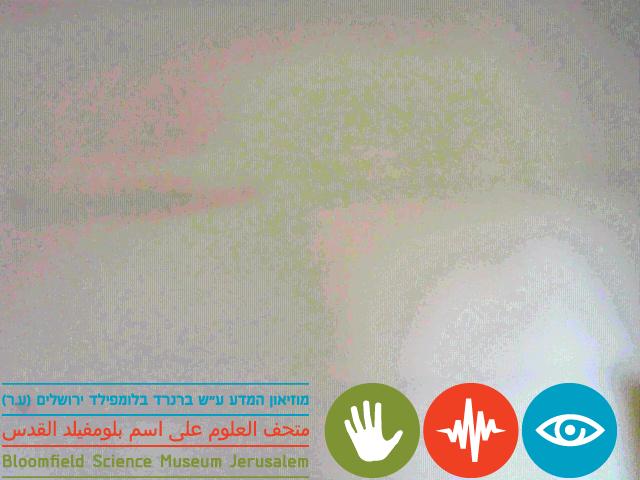 מוזיאון המדע ע״ש ברנרד בלומפילד ירושלים (ע.ר)
متحف العلوم على اسم بلومفيلد القدس
Bloomfield Science Museum Jerusalem